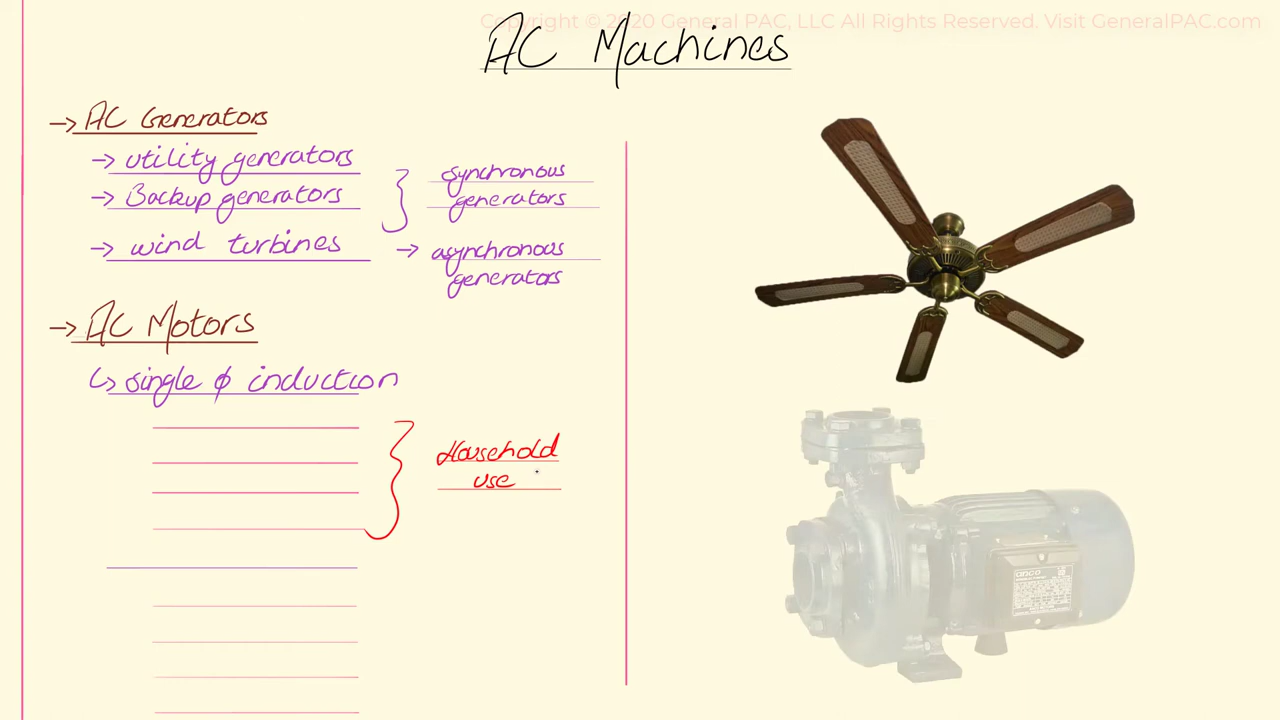 Copyright © 2020 General PAC, LLC All Rights Reserved. Visit GeneralPAC.com
AC Machines
→ AC Generators
→ utility generators
→ Backup generators
synchronous
generators
→ wind turbines
→ asynchronous
generators
→ AC Motors
↳ single ϕ induction
Household
use